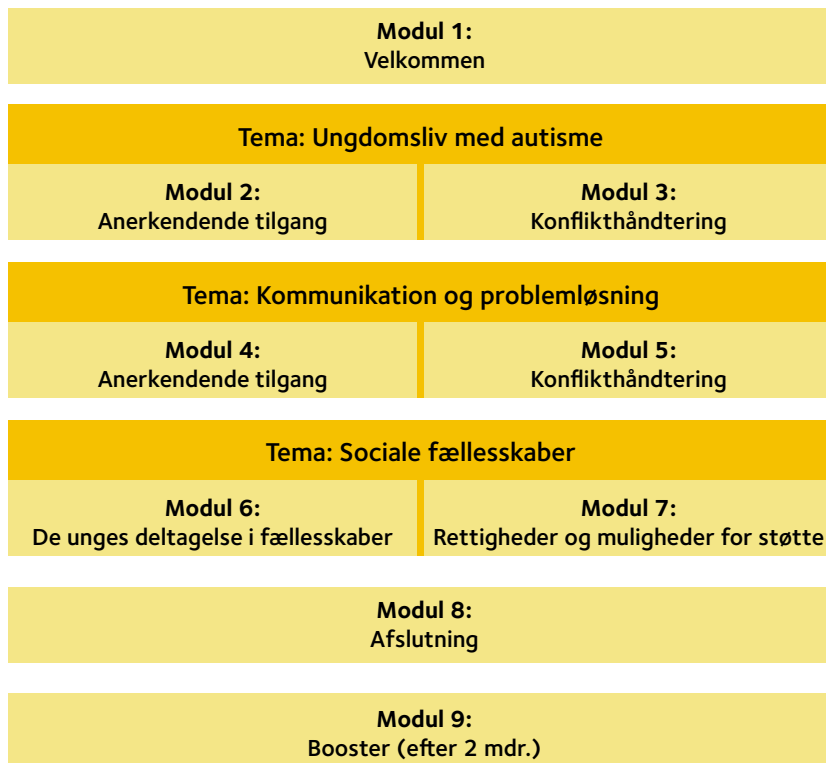 Modul 1:
Velkommen
Tema: Ungdomsliv med autisme
Modul 2:
Anerkendende tilgang
Modul 3:
Konflikthåndtering
Tema: Kommunikation og problemløsning
Modul 4:
Anerkendende tilgang
Modul 5:
Konflikthåndtering
Tema: Sociale fællesskaber
Modul 6:
De unges deltagelse i fællesskaber
Modul 7:
Rettigheder og muligheder for støtte
Modul 8:
Afslutning
Modul 9:
Booster (efter 2 mdr.)